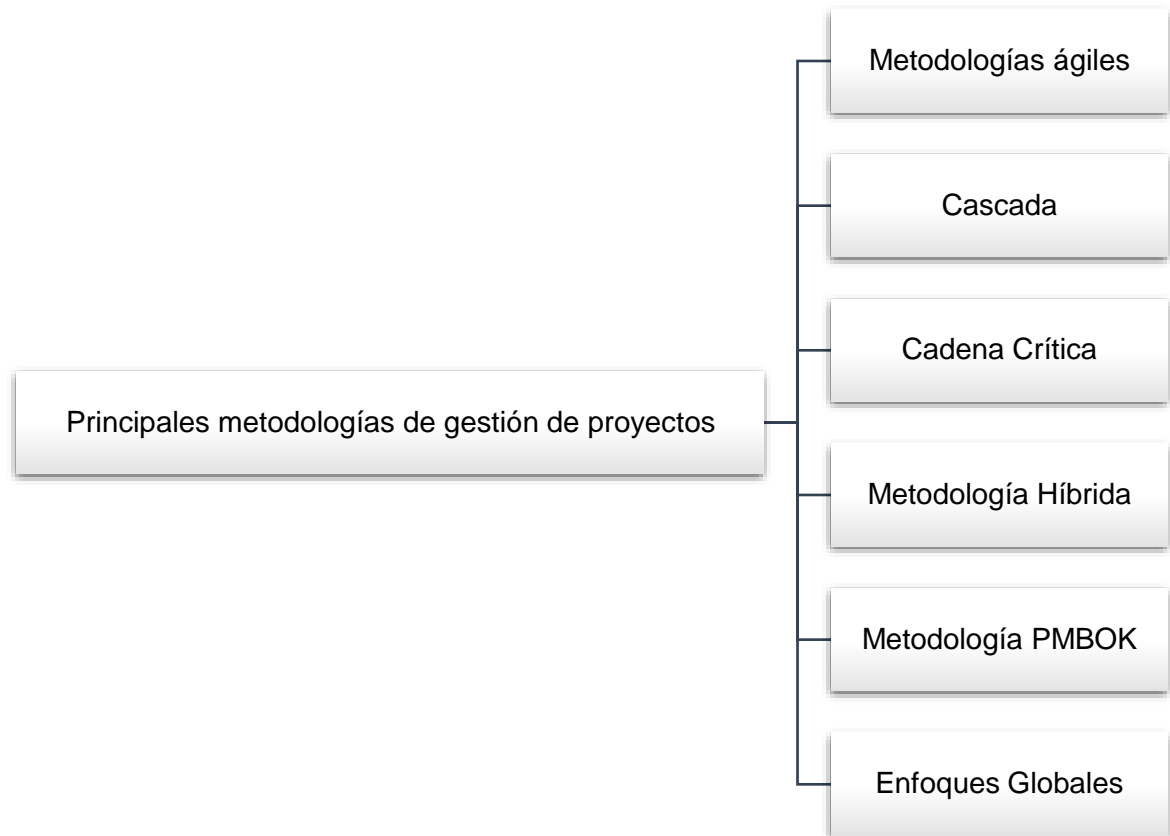 Metodologías ágiles
Cascada
Cadena Crítica
Principales metodologías de gestión de proyectos
Metodología Híbrida
Metodología PMBOK
Enfoques Globales